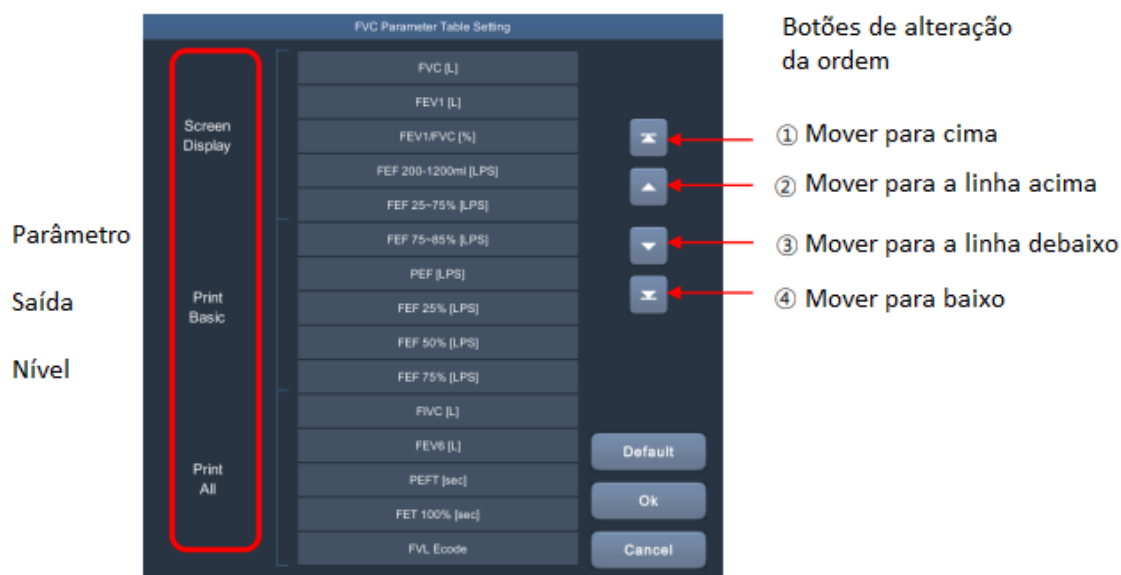 FVC Parameter Table Setting
Botões de alteração
da ordem
Parâmetro
Saída
Nível
Screen
Display
Print
Basic
Print
All
FVC [L]
FEV1 [L]
FEV1/FVC [%]
FEF 200-1200ml [LPS]
FEF 25~75% [LPS]
FEF 75~85% [LPS]
PEF [LPS]
FEF 25% [LPS]
FEF 50% [LPS]
FEF 75% [LPS]
FIVC [L]
FEV6 [L]
PEFT [sec]
FET 100% [sec]
FVL Ecode
① Mover para cima
② Mover para a linha acima
③ Mover para a linha debaixo
④ Mover para baixo
Default
Ok
Cancel